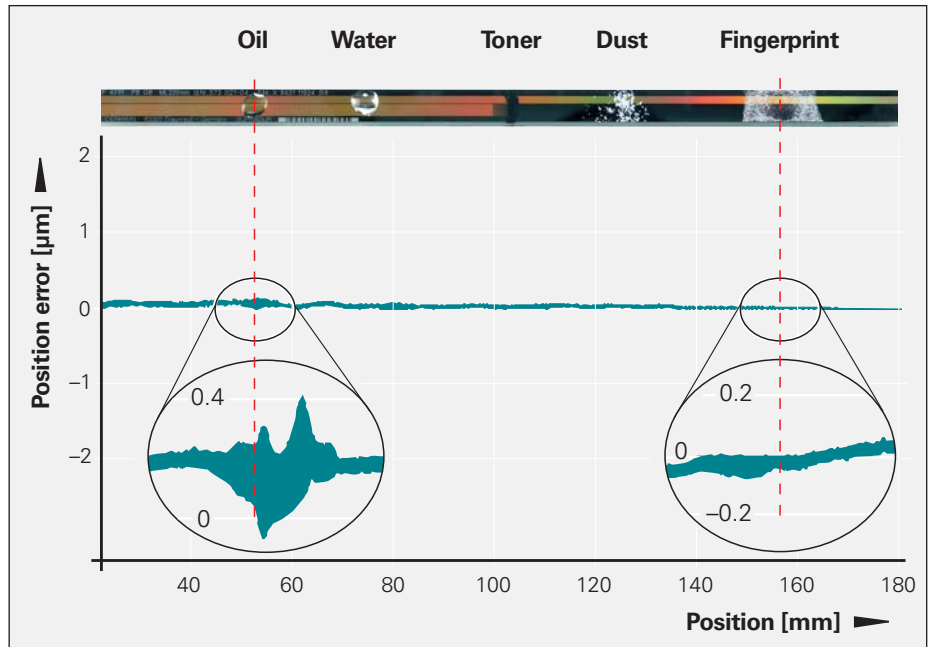 Oil Water Toner Dust Fingerprint
Position error [µm]
2
1
0
–1
–2
0.4
0
0.2
0
–0.2
40 60 80 100 120 140 160 180
Position [mm]